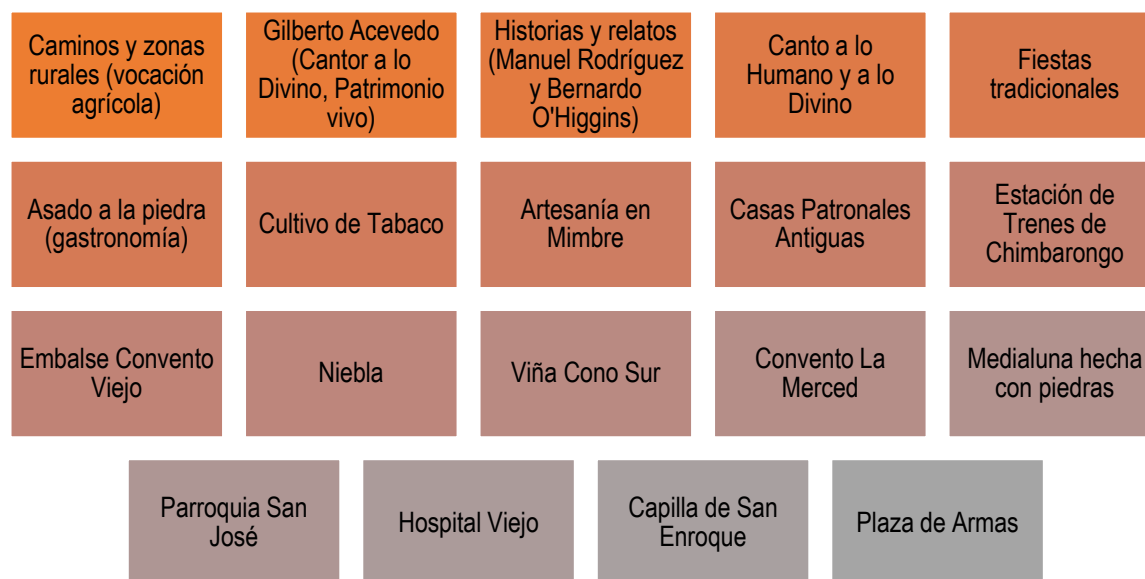 Caminos y zonas
rurales (vocación
agrícola)
Gilberto Acevedo
(Cantor a lo
Divino, Patrimonio
vivo)
Historias y relatos
(Manuel Rodríguez
y Bernardo
O'Higgins)
Canto a lo
Humano y a lo
Divino
Fiestas
tradicionales
Asado a la piedra
(gastronomía)
Cultivo de Tabaco
Artesanía en
Mimbre
Casas Patronales
Antiguas
Estación de
Trenes de
Chimbarongo
Embalse Convento
Viejo
Niebla
Viña Cono Sur
Convento La
Merced
Medialuna hecha
con piedras
Parroquia San
José
Hospital Viejo
Capilla de San
Enroque
Plaza de Armas